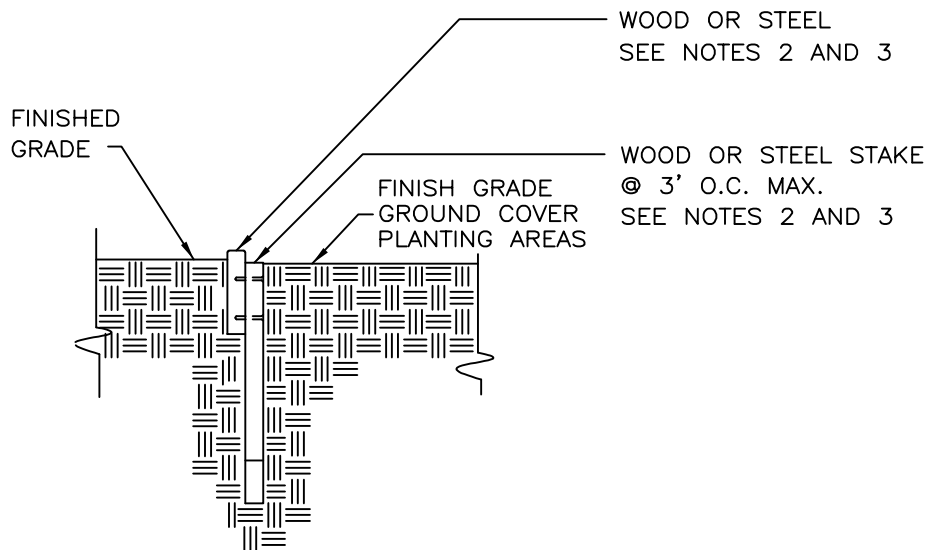 WOOD OR STEEL
SEE NOTES 2 AND 3
FINISHED
GRADE
WOOD OR STEEL STAKE
@ 3' O.C. MAX.
SEE NOTES 2 AND 3
FINISH GRADE
GROUND COVER
PLANTING AREAS